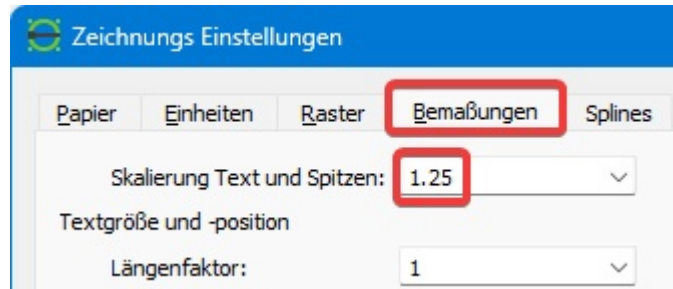 Zeichnungs Einstellungen
Papier Einheiten Raster Bemaßungen Splines
Skalierung Text und Spitzen: 1.25
Textgröße und -position
Längenfaktor: 1